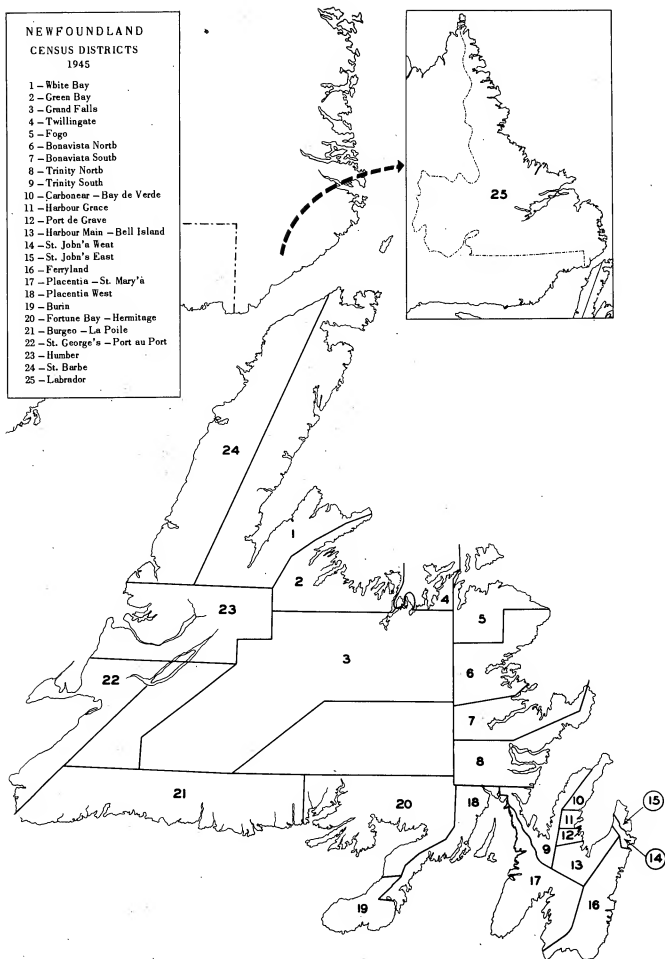 NEWFOUNDLAND
CENSUS DISTRICTS
1945
1 – White Bay
2 – Green Bay
3 – Grand Falls
4 – Twillingate
5 – Fogo
6 – Bonavista North
7 – Bonaviata South
8 – Trinity North
9 – Trinity South
10 – Carbonear – Bay de Verde
11 – Harbour Grace
12 – Port de Grave
13 – Harbour Main – Bell Island
14 – St. John'a Weat
15 – St. John's East
16 – Ferryland
17 – Placentia – St. Mary'à
18 – Placentia West
19 – Burin
20 – Fortune Bay – Hermitage
21 – Burgeo – La Poile
22 – St. George's – Port au Port
23 – Humber
24 – St. Barbe
25 – Labrador
25
24
1
2
4
23
5
3
6
22
7
8
21
20
18
10
15
11
12
14
9
13
17
16
19